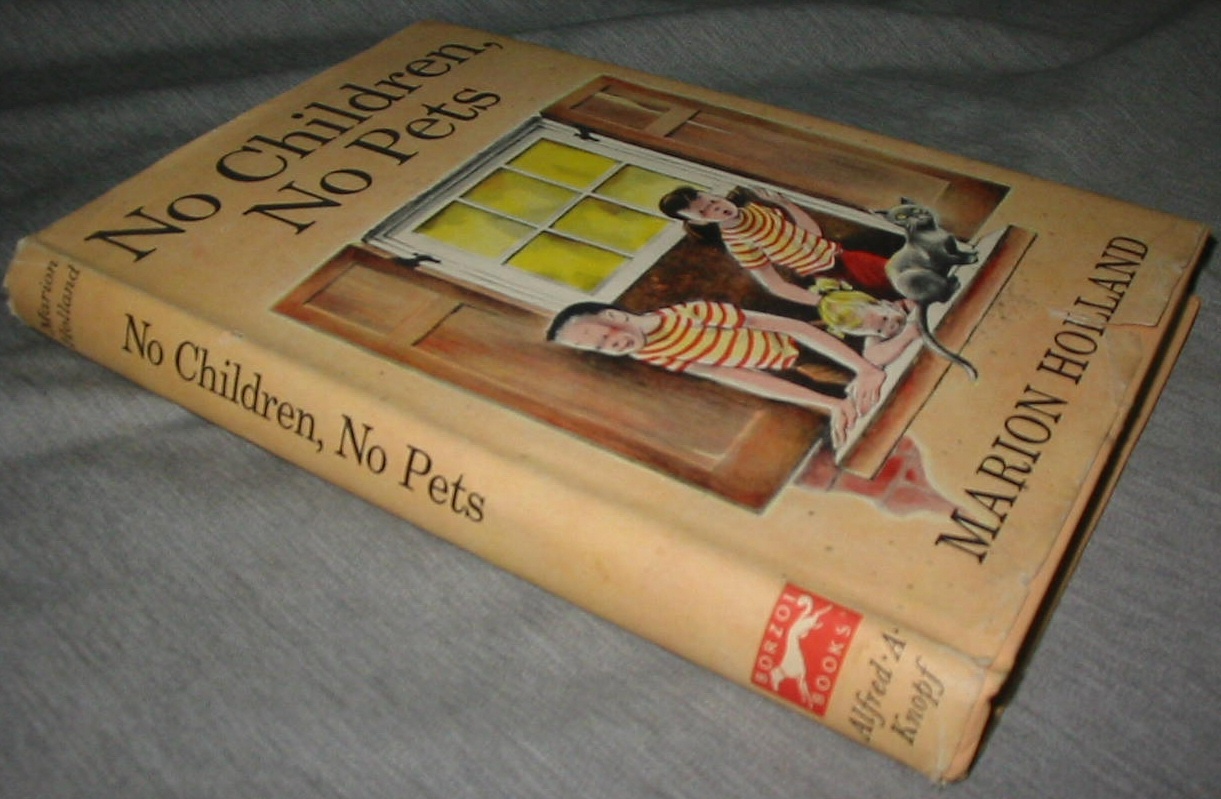 No Children,
No Pets
MARION HOLLAND
Marion
Holland
No Children, No Pets
BORZOI
BOOKS
Alfred·A·
Knopf